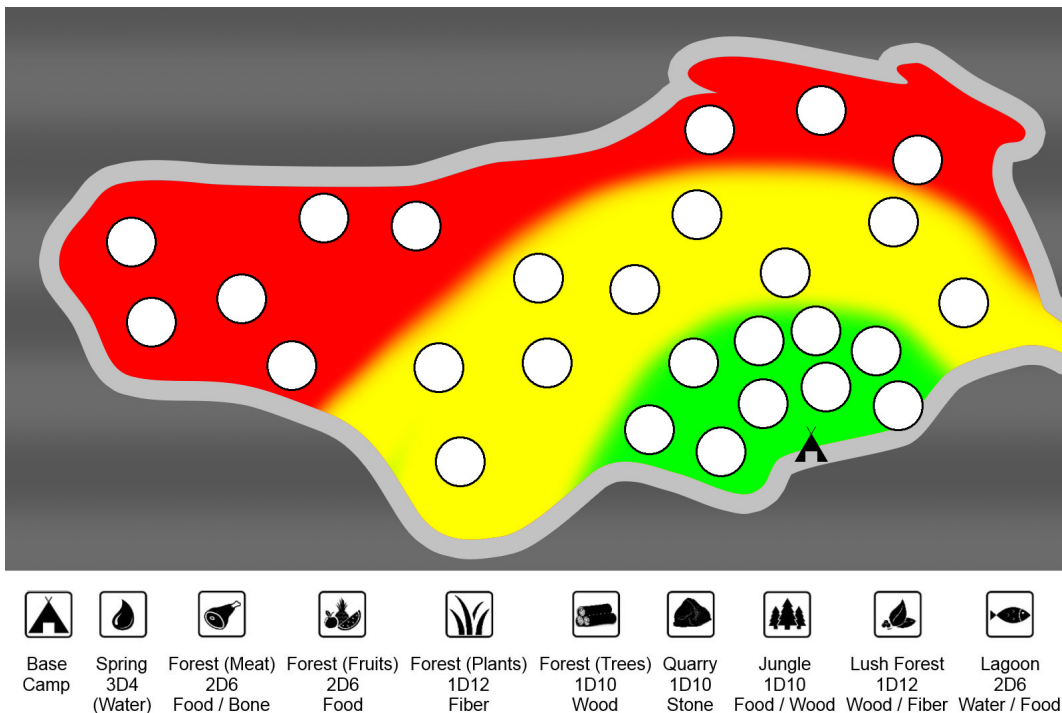 Base Camp
Spring 3D4 (Water)
Forest (Meat) 2D6 Food / Bone
Forest (Fruits) 2D6 Food
Forest (Plants) 1D12 Fiber
Forest (Trees) 1D10 Wood
Quarry 1D10 Stone
Jungle 1D10 Food / Wood
Lush Forest 1D12 Wood / Fiber
Lagoon 2D6 Water / Food